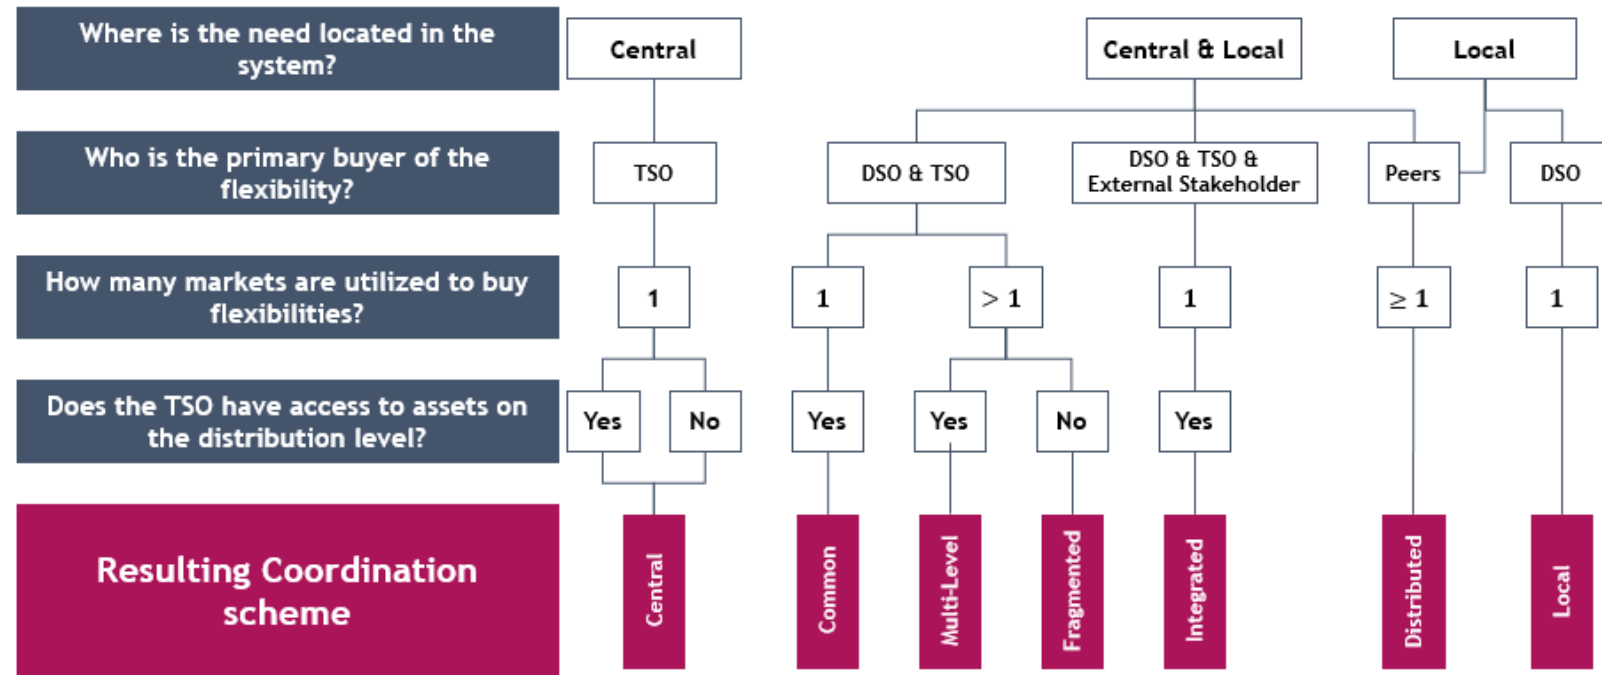 Where is the need located in the
system?
Central
Central & Local
Local
Who is the primary buyer of the
flexibility?
TSO
DSO & TSO
DSO & TSO &
External Stakeholder
Peers
DSO
How many markets are utilized to buy
flexibilities?
1
1
> 1
1
≥ 1
1
Does the TSO have access to assets on
the distribution level?
Yes
No
Yes
Yes
No
Yes
Resulting Coordination
scheme
Central
Common
Multi-Level
Fragmented
Integrated
Distributed
Local